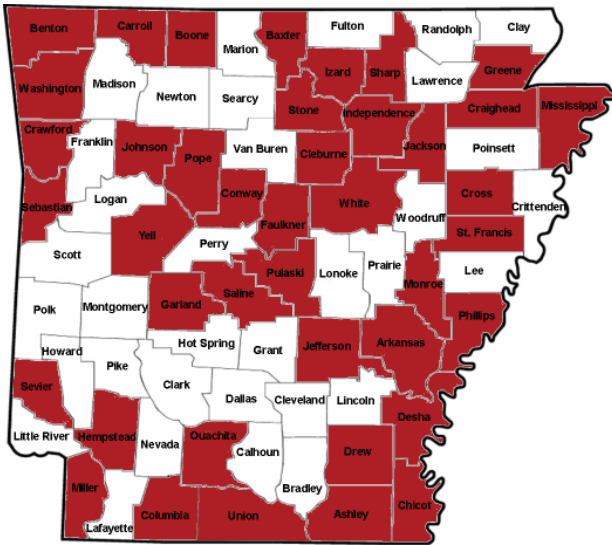 Benton
Carroll
Boone
Marion
Baxter
Fulton
Randolph
Clay
Washington
Madison
Newton
Searcy
Izard
Sharp
Lawrence
Greene
Stone
Independence
Craighead
Mississippi
Crawford
Franklin
Johnson
Pope
Van Buren
Cleburne
Jackson
Poinsett
Sebastian
Logan
Conway
White
Woodruff
Cross
Crittenden
Yell
Faulkner
St. Francis
Scott
Perry
Pulaski
Lonoke
Prairie
Lee
Monroe
Polk
Montgomery
Garland
Saline
Phillips
Howard
Pike
Hot Spring
Grant
Jefferson
Arkansas
Sevier
Clark
Dallas
Cleveland
Lincoln
Desha
Little River
Hempstead
Nevada
Ouachita
Calhoun
Bradley
Drew
Miller
Lafayette
Columbia
Union
Ashley
Chicot